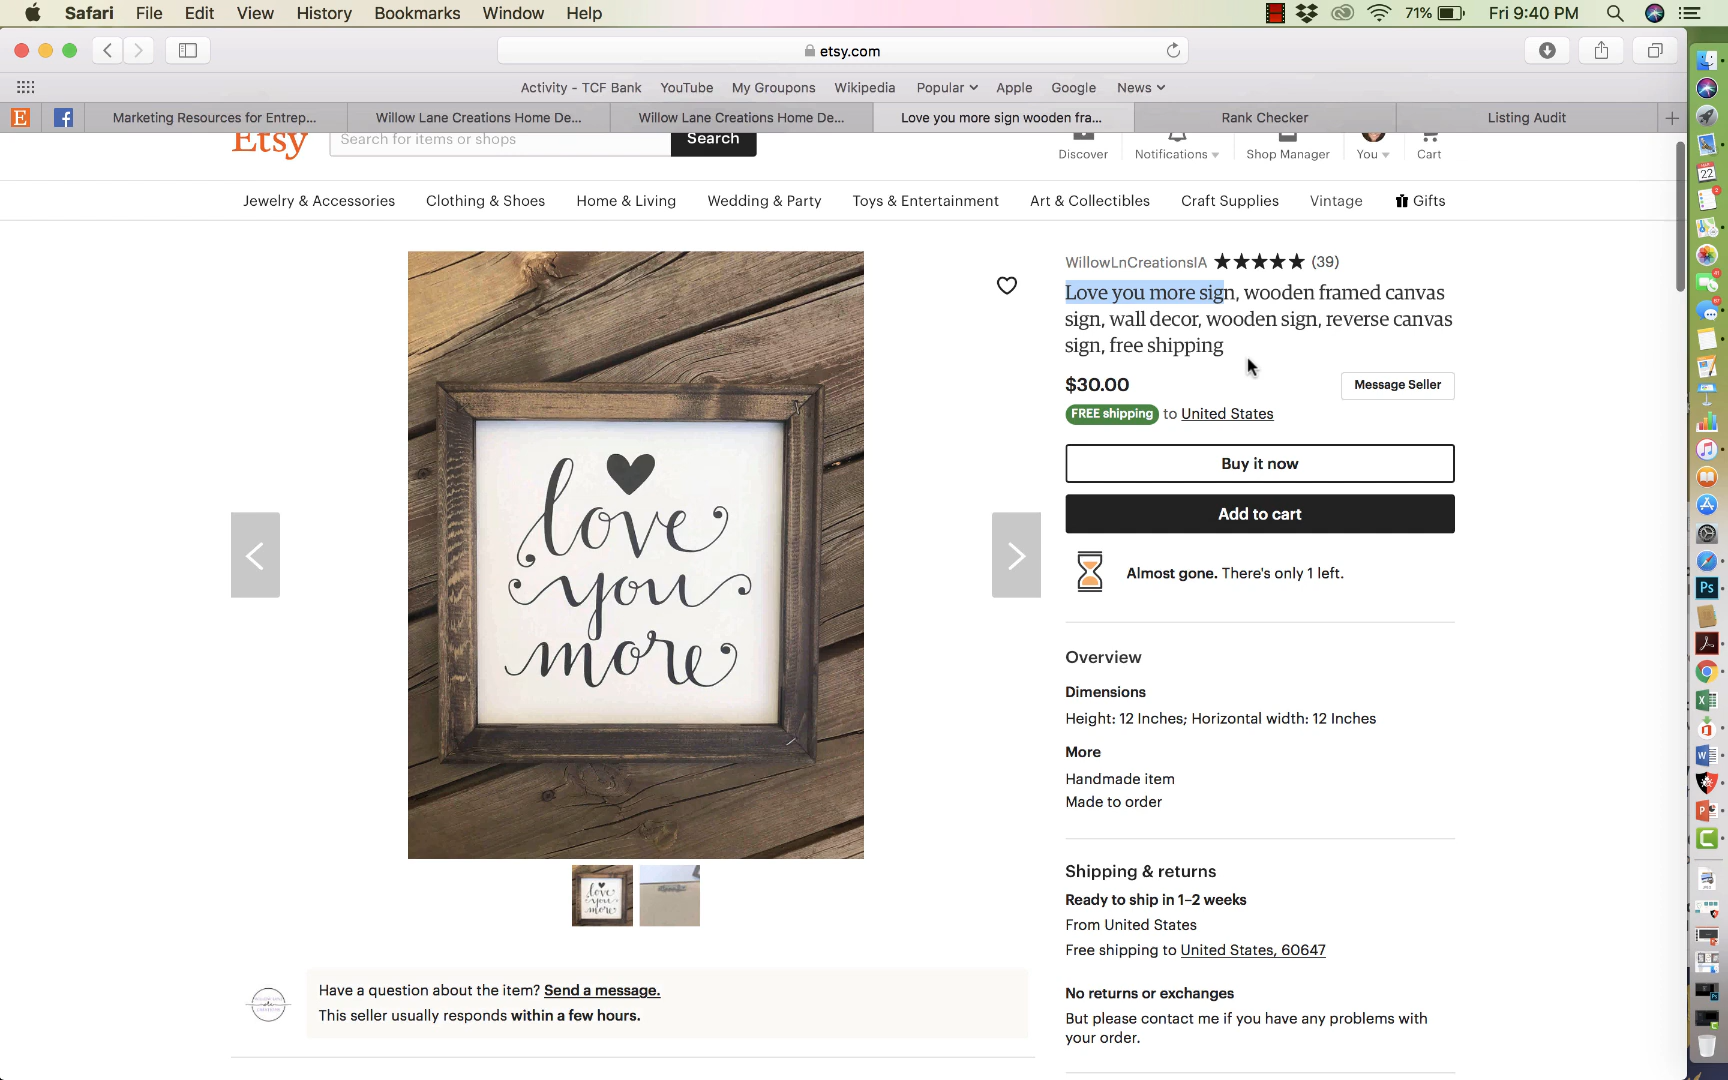 Safari File Edit View History Bookmarks Window Help 71% Fri 9:40 PM
etsy.com
Activity - TCF Bank YouTube My Groupons Wikipedia Popular Apple Google News
E f Marketing Resources for Entrep... Willow Lane Creations Home De... Willow Lane Creations Home De... Love you more sign wooden fra... Rank Checker Listing Audit +
Etsy Search for items or shops Search
Discover Notifications Shop Manager You Cart
Jewelry & Accessories Clothing & Shoes Home & Living Wedding & Party Toys & Entertainment Art & Collectibles Craft Supplies Vintage Gifts
WillowLnCreationsIA ★★★★★ (39)
Love you more sign, wooden framed canvas
sign, wall decor, wooden sign, reverse canvas
sign, free shipping
$30.00 Message Seller
FREE shipping to United States
Buy it now
Add to cart
Almost gone. There's only 1 left.
Overview
Dimensions
Height: 12 Inches; Horizontal width: 12 Inches
More
Handmade item
Made to order
Shipping & returns
Ready to ship in 1–2 weeks
From United States
Free shipping to United States, 60647
No returns or exchanges
But please contact me if you have any problems with
your order.
love
you
more
love
you
more
Have a question about the item? Send a message.
This seller usually responds within a few hours.
22
Ps